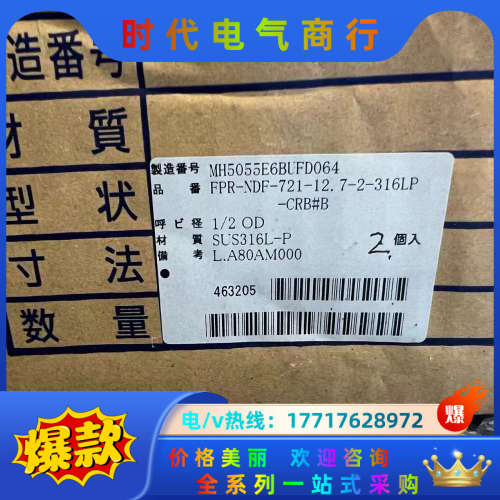 时代电气商行
造番号
材質
型状
寸法
数量
製造番号 MH5055E6BUFD064
品番 FPR-NDF-721-12.7-2-316LP
-CRB#B
呼ビ径 1/2 OD
材質 SUS316L-P
備考 L.A80AM000
2個入
463205
爆款
电/v热线：17717628972
爆
价格美丽 欢迎咨询
全系列一站式采购